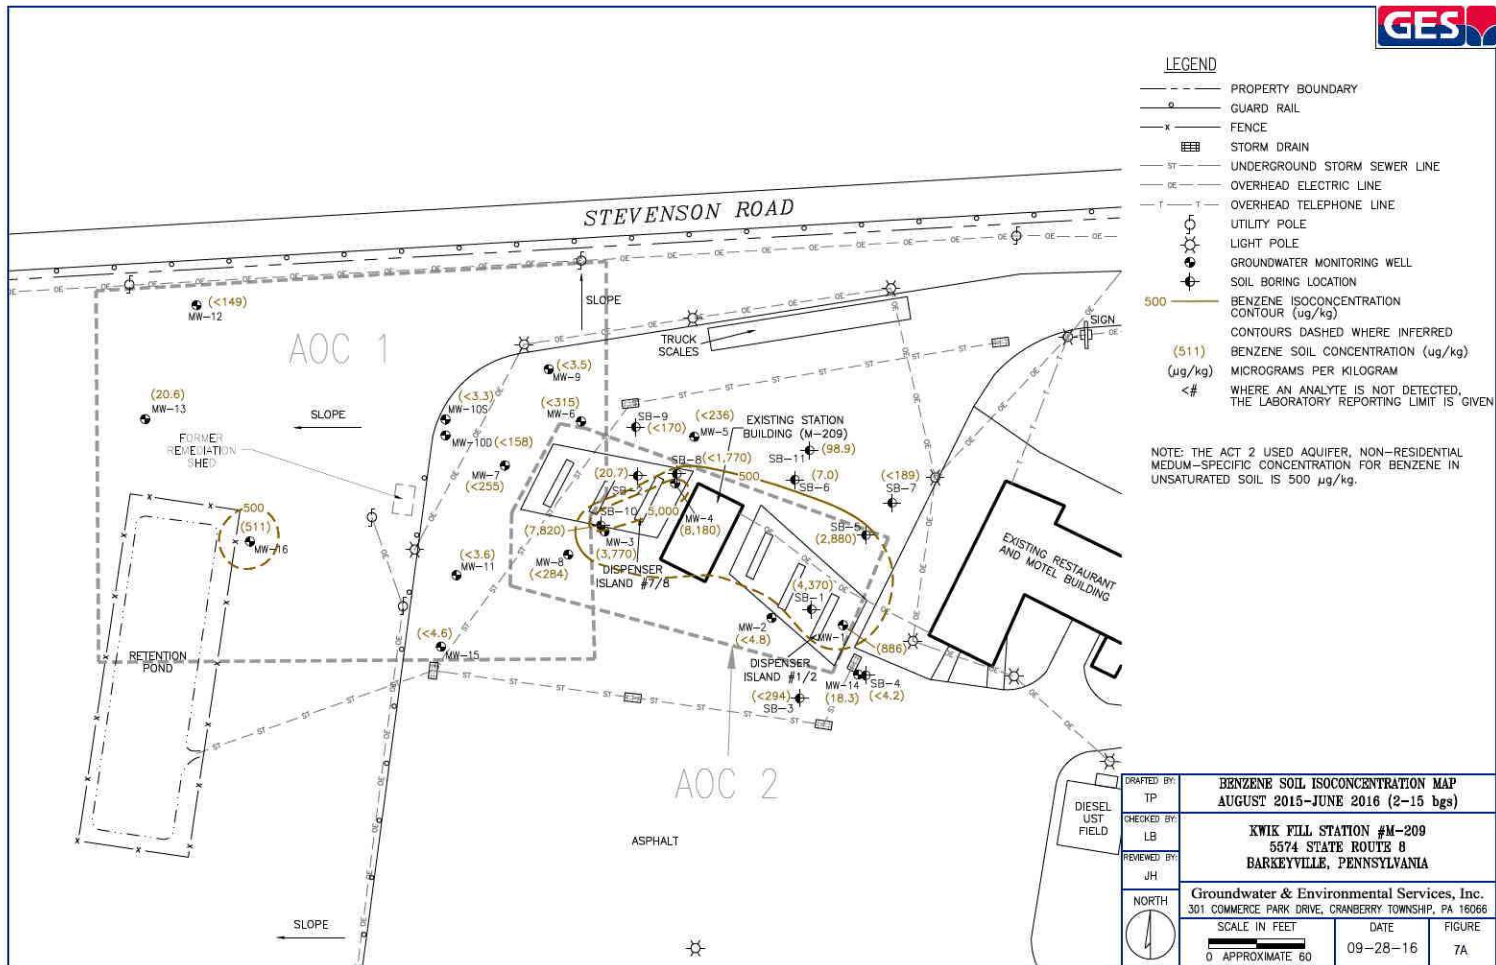 GES
LEGEND
PROPERTY BOUNDARY
GUARD RAIL
FENCE
STORM DRAIN
ST UNDERGROUND STORM SEWER LINE
OE OVERHEAD ELECTRIC LINE
T T OVERHEAD TELEPHONE LINE
UTILITY POLE
LIGHT POLE
GROUNDWATER MONITORING WELL
SOIL BORING LOCATION
500 BENZENE ISOCONCENTRATION
CONTOUR (ug/kg)
CONTOURS DASHED WHERE INFERRED
(511) BENZENE SOIL CONCENTRATION (ug/kg)
(µg/kg) MICROGRAMS PER KILOGRAM
<# WHERE AN ANALYTE IS NOT DETECTED,
THE LABORATORY REPORTING LIMIT IS GIVEN
NOTE: THE ACT 2 USED AQUIFER, NON-RESIDENTIAL
MEDUM-SPECIFIC CONCENTRATION FOR BENZENE IN
UNSATURATED SOIL IS 500 µg/kg.
STEVENSON ROAD
SLOPE
(<149)
MW-12
AOC 1
TRUCK
SCALES
SIGN
(<3.5)
MW-9
(20.6)
MW-13
SLOPE
(<3.3)
MW-10S
MW-10D (<158)
(<315)
MW-6
SB-9
(<170)
(<236)
MW-5
EXISTING STATION
BUILDING (M-209)
FORMER
REMEDIATION
SHED
MW-7
(<255)
SB-8 (<1,770)
SB-11 (98.9)
(20.7)
SB-2
500
(7.0)
SB-6
(<189)
SB-7
500
(511)
MW-16
SB-10
(7,820)
5,000
MW-4
(8,180)
MW-3
(3,770)
SB-5
(2,880)
EXISTING RESTAURANT
AND MOTEL BUILDING
(<3.6)
MW-11
MW-8
(<284)
DISPENSER
ISLAND #7/8
(4,370)
SB-1
MW-2
(<4.8)
MW-1
(886)
(<4.6)
MW-15
RETENTION
POND
DISPENSER
ISLAND #1/2
MW-14
(18.3)
SB-4
(<4.2)
(<294)
SB-3
AOC 2
ASPHALT
DIESEL
UST
FIELD
SLOPE
DRAFTED BY:
TP
CHECKED BY:
LB
REVIEWED BY:
JH
NORTH
BENZENE SOIL ISOCONCENTRATION MAP
AUGUST 2015-JUNE 2016 (2-15 bgs)
KWIK FILL STATION #M-209
5574 STATE ROUTE 8
BARKEYVILLE, PENNSYLVANIA
Groundwater & Environmental Services, Inc.
301 COMMERCE PARK DRIVE, CRANBERRY TOWNSHIP, PA 16066
SCALE IN FEET
0 APPROXIMATE 60
DATE
09-28-16
FIGURE
7A